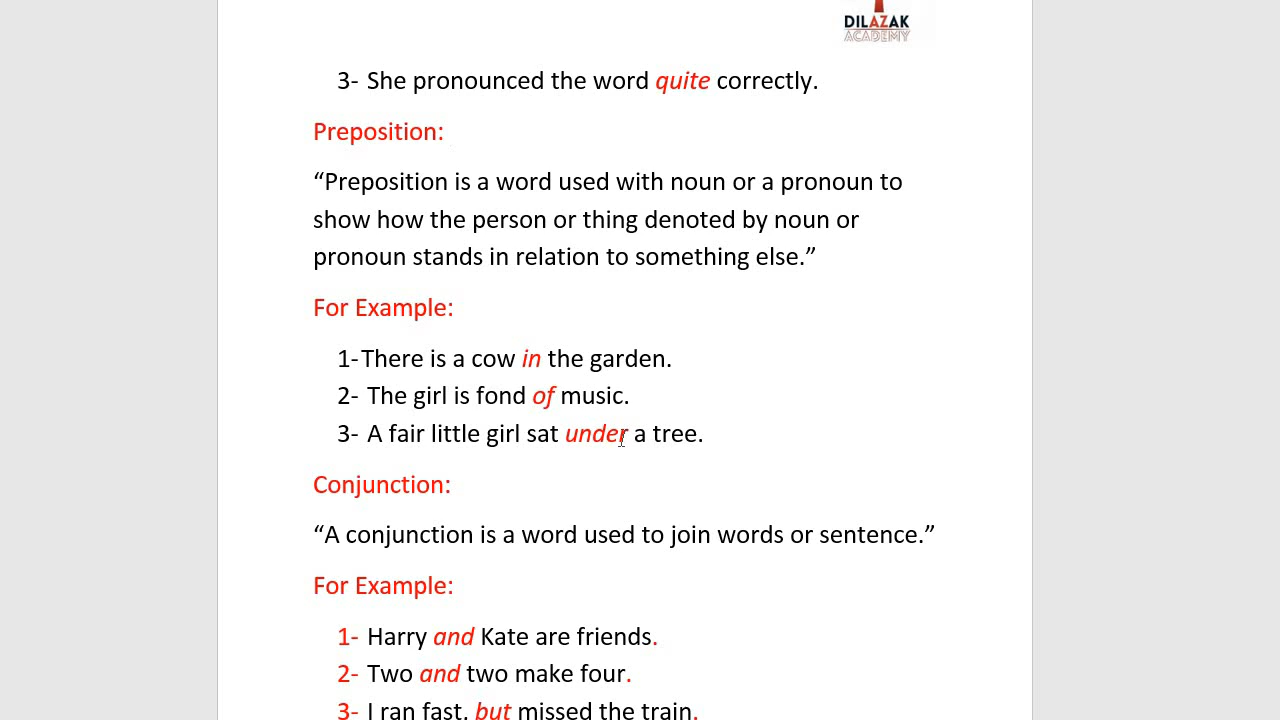 DILAZAK
ACADEMY
3- She pronounced the word quite correctly.
Preposition:
“Preposition is a word used with noun or a pronoun to
show how the person or thing denoted by noun or
pronoun stands in relation to something else.”
For Example:
1- There is a cow in the garden.
2- The girl is fond of music.
3- A fair little girl sat under a tree.
Conjunction:
“A conjunction is a word used to join words or sentence.”
For Example:
1- Harry and Kate are friends.
2- Two and two make four.
3- I ran fast, but missed the train.